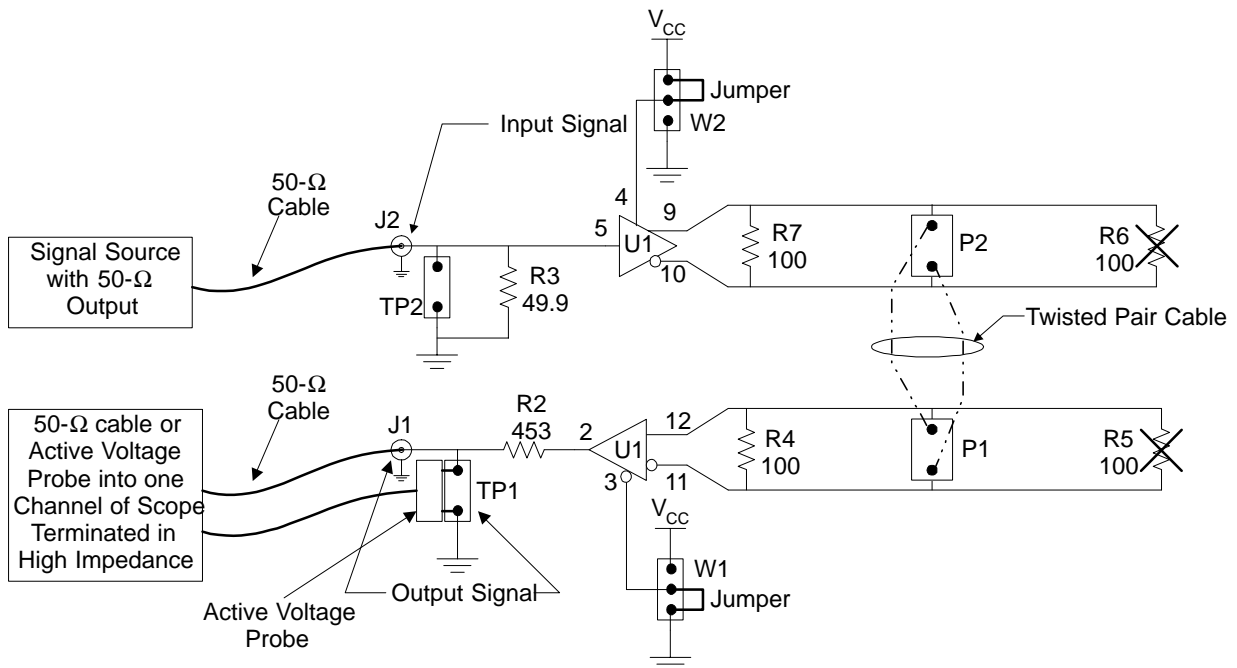 VCC
Jumper
W2
Input Signal
50-Ω
Cable
J2
4
5
9
U1
10
R7
100
P2
R6
100
Signal Source
with 50-Ω
Output
TP2
R3
49.9
Twisted Pair Cable
50-Ω
Cable
J1
R2
453
2
U1
12
3
11
R4
100
P1
R5
100
50-Ω cable or
Active Voltage
Probe into one
Channel of Scope
Terminated in
High Impedance
TP1
VCC
W1
Jumper
Output Signal
Active Voltage
Probe